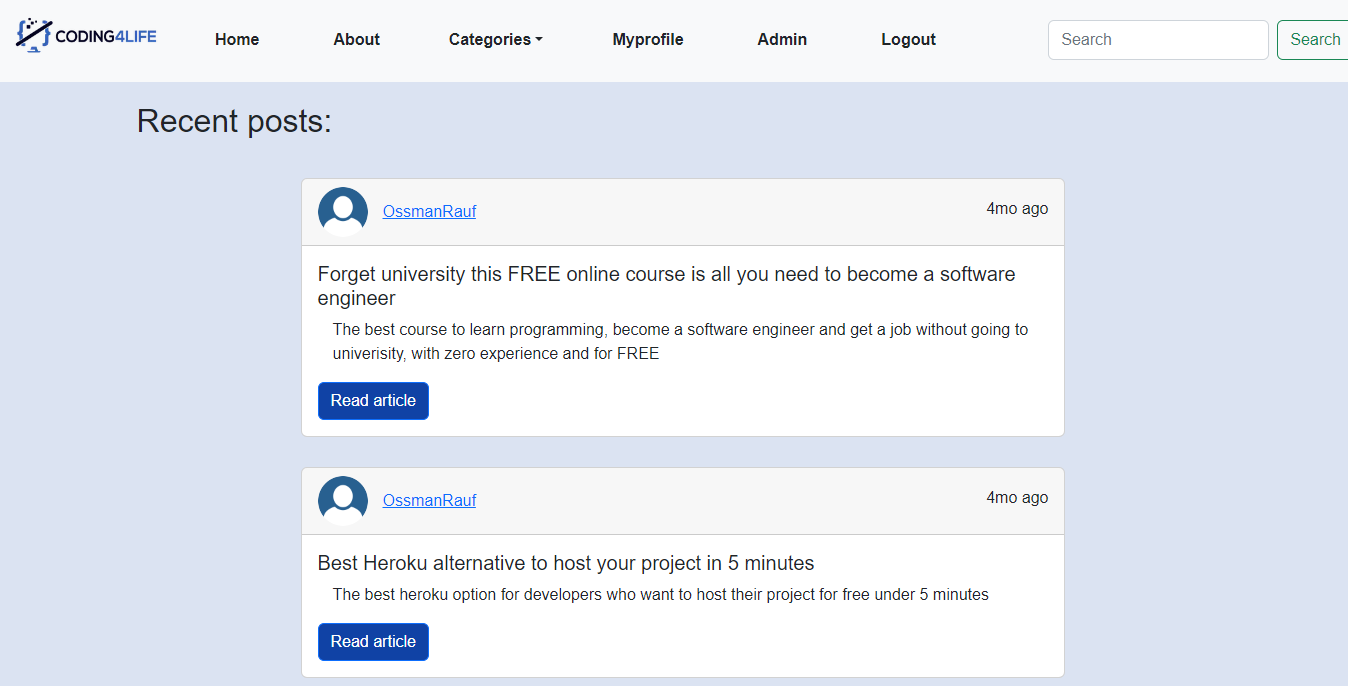 CODING4LIFE Home About Categories Myprofile Admin Logout Search Search
Recent posts:
OssmanRauf 4mo ago
Forget university this FREE online course is all you need to become a software
engineer
The best course to learn programming, become a software engineer and get a job without going to
univerisity, with zero experience and for FREE
Read article
OssmanRauf 4mo ago
Best Heroku alternative to host your project in 5 minutes
The best heroku option for developers who want to host their project for free under 5 minutes
Read article